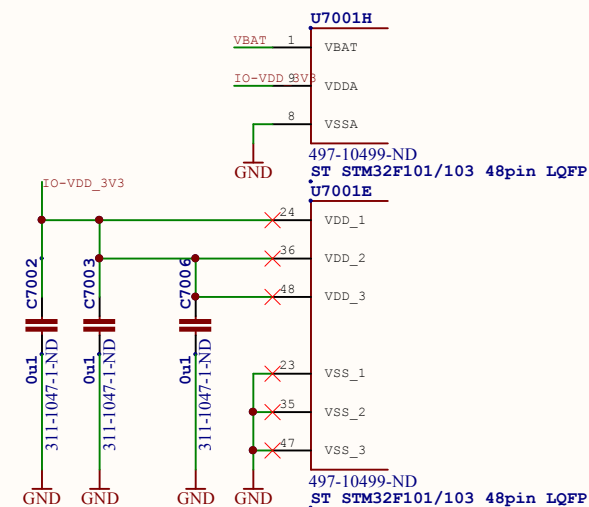 U7001H
VBAT 1 VBAT
IO-VDD_3V3 9 VDDA
8 VSSA
GND
497-10499-ND
ST STM32F101/103 48pin LQFP
IO-VDD_3V3
U7001E
24 VDD_1
36 VDD_2
48 VDD_3
C7002
0u1
311-1047-1-ND
C7003
0u1
311-1047-1-ND
C7006
0u1
311-1047-1-ND
23 VSS_1
35 VSS_2
47 VSS_3
GND GND GND GND
497-10499-ND
ST STM32F101/103 48pin LQFP